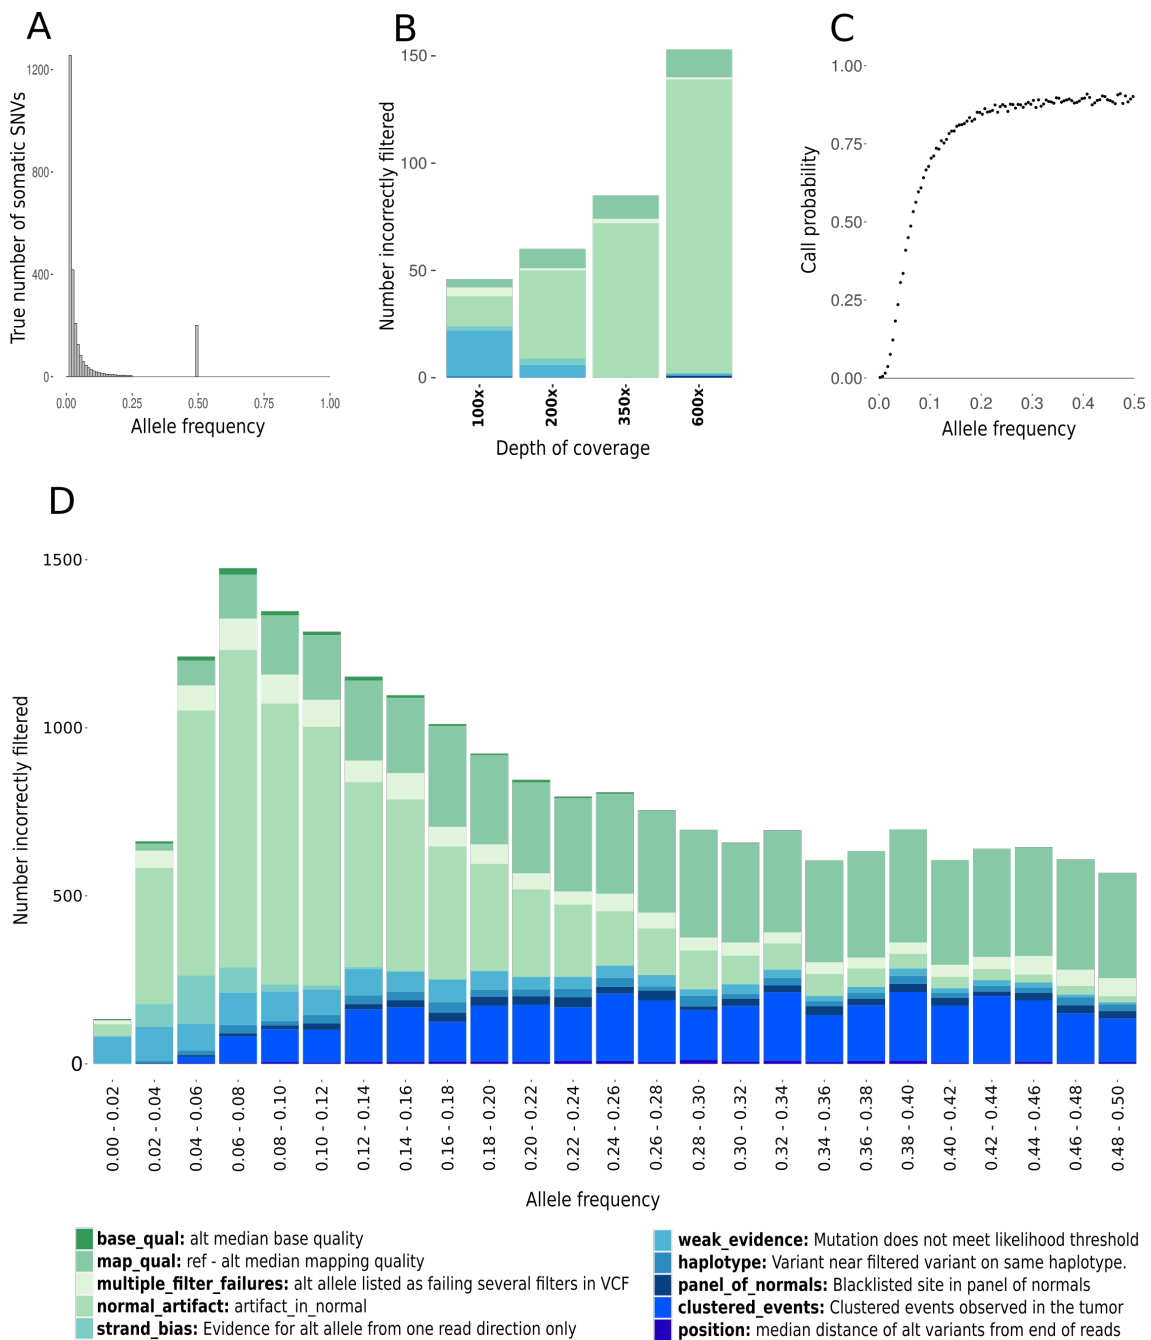 A
B
C
True number of somatic SNVs
1200
800
400
0
0.00 0.25 0.50 0.75 1.00
Allele frequency
Number incorrectly filtered
150
100
50
0
100x
200x
350x
600x
Depth of coverage
Call probability
1.00
0.75
0.50
0.25
0.00
0.0 0.1 0.2 0.3 0.4 0.5
Allele frequency
D
Number incorrectly filtered
1500
1000
500
0
0.00 - 0.02
0.02 - 0.04
0.04 - 0.06
0.06 - 0.08
0.08 - 0.10
0.10 - 0.12
0.12 - 0.14
0.14 - 0.16
0.16 - 0.18
0.18 - 0.20
0.20 - 0.22
0.22 - 0.24
0.24 - 0.26
0.26 - 0.28
0.28 - 0.30
0.30 - 0.32
0.32 - 0.34
0.34 - 0.36
0.36 - 0.38
0.38 - 0.40
0.40 - 0.42
0.42 - 0.44
0.44 - 0.46
0.46 - 0.48
0.48 - 0.50
Allele frequency
base_qual: alt median base quality
map_qual: ref - alt median mapping quality
multiple_filter_failures: alt allele listed as failing several filters in VCF
normal_artifact: artifact_in_normal
strand_bias: Evidence for alt allele from one read direction only
weak_evidence: Mutation does not meet likelihood threshold
haplotype: Variant near filtered variant on same haplotype.
panel_of_normals: Blacklisted site in panel of normals
clustered_events: Clustered events observed in the tumor
position: median distance of alt variants from end of reads